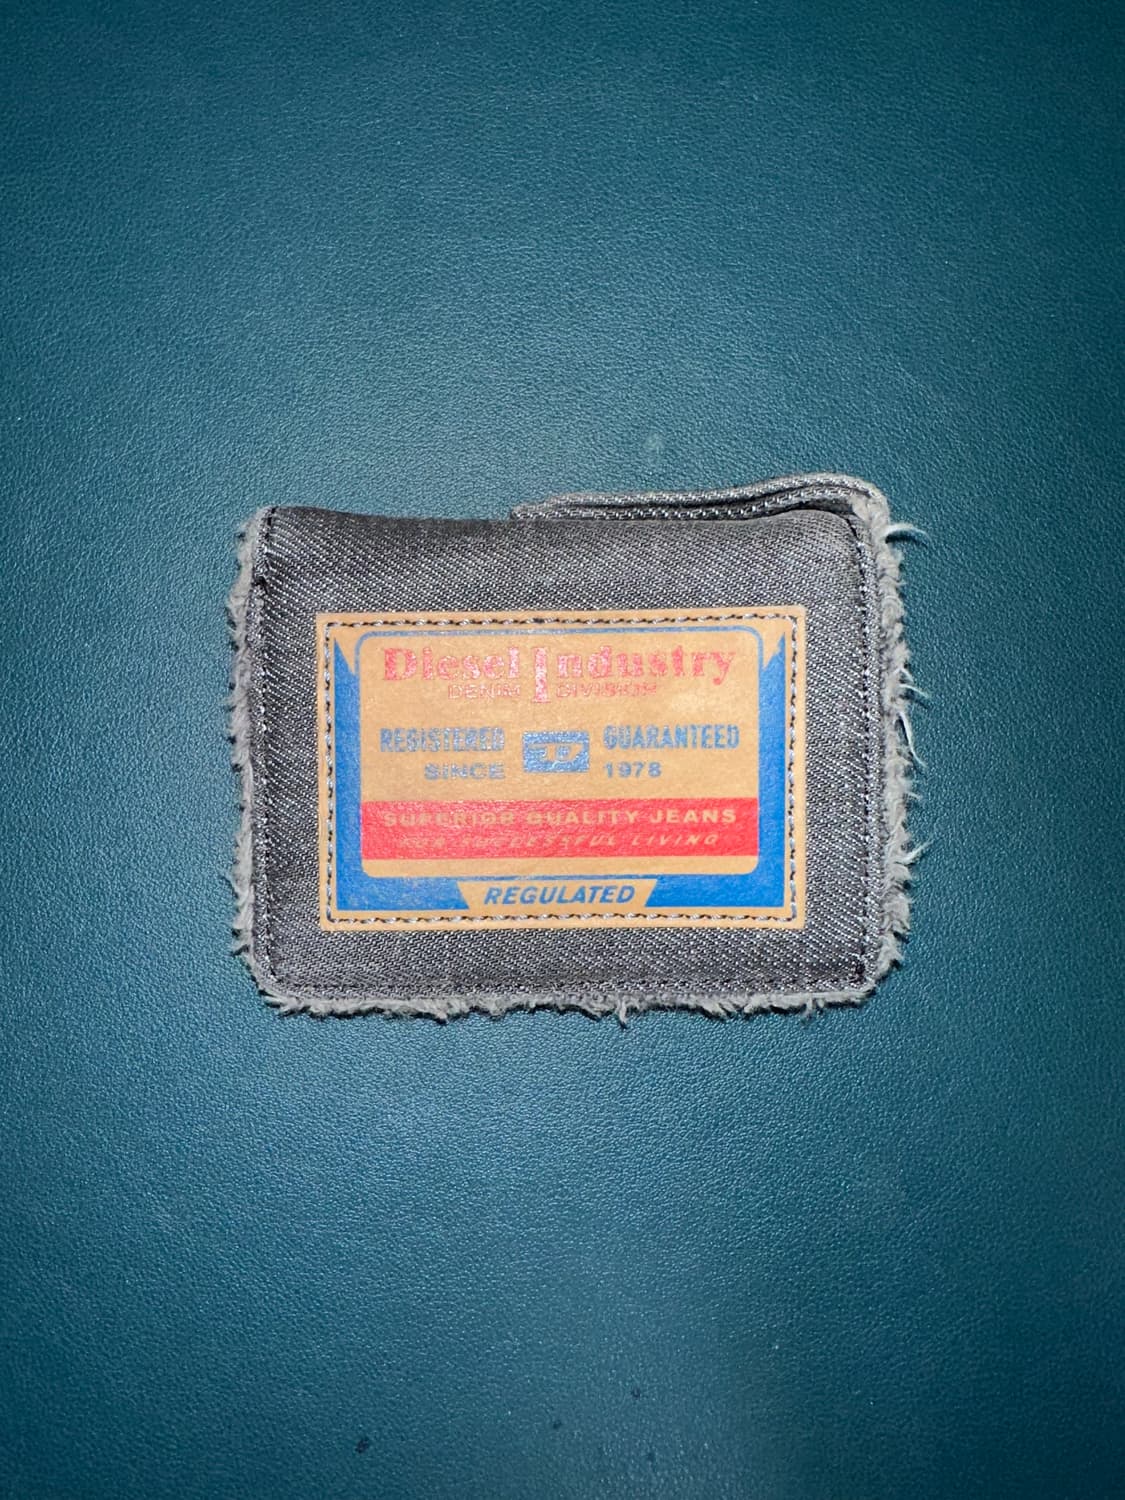 Diesel Industry
DENIM DIVISION
REGISTERED D GUARANTEED
SINCE 1978
SUPERIOR QUALITY JEANS
FOR SUCCESSFUL LIVING
REGULATED